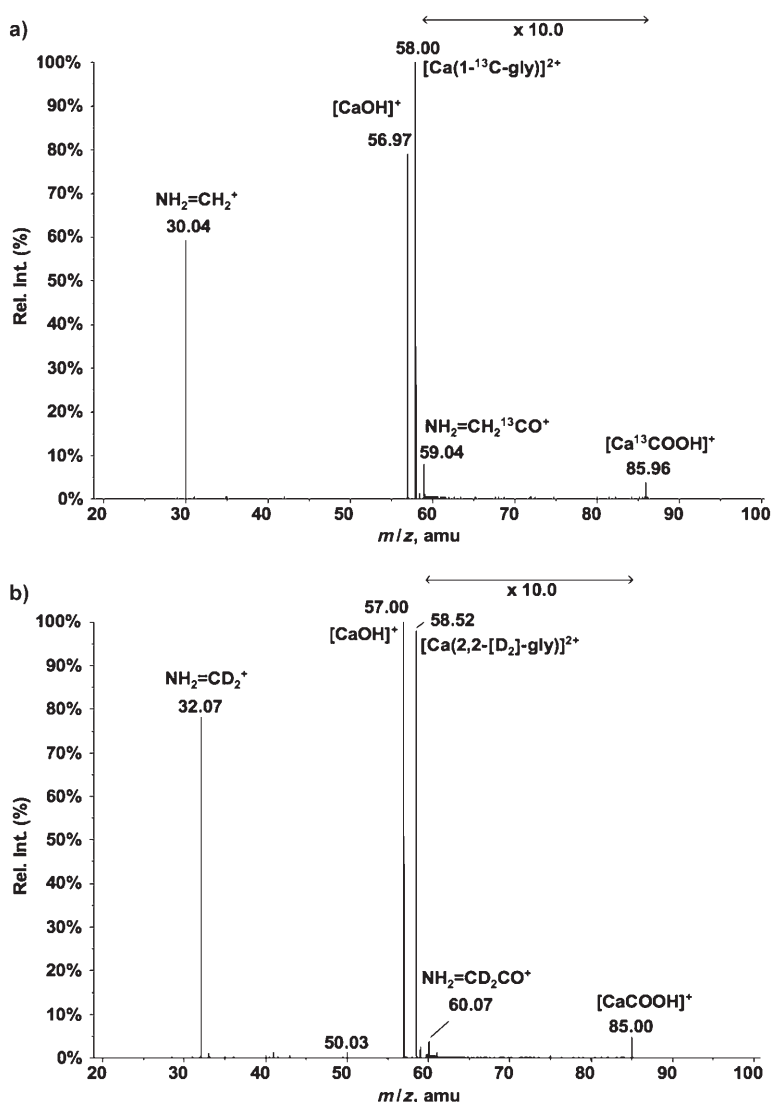 a)
x 10.0
58.00
100%
[Ca(1-¹³C-gly)]²⁺
90%
[CaOH]⁺
80%
56.97
70%
NH₂=CH₂⁺
60%
30.04
50%
40%
30%
20%
NH₂=CH₂¹³CO⁺
[Ca¹³COOH]⁺
10%
59.04
85.96
0%
20 30 40 50 60 70 80 90 100
Rel. Int. (%)
m/z, amu
b)
x 10.0
57.00
58.52
100%
[CaOH]⁺
[Ca(2,2-[D₂]-gly)]²⁺
90%
NH₂=CD₂⁺
80%
32.07
70%
60%
50%
40%
30%
20%
NH₂=CD₂CO⁺
[CaCOOH]⁺
10%
60.07
85.00
50.03
0%
20 30 40 50 60 70 80 90 100
Rel. Int. (%)
m/z, amu